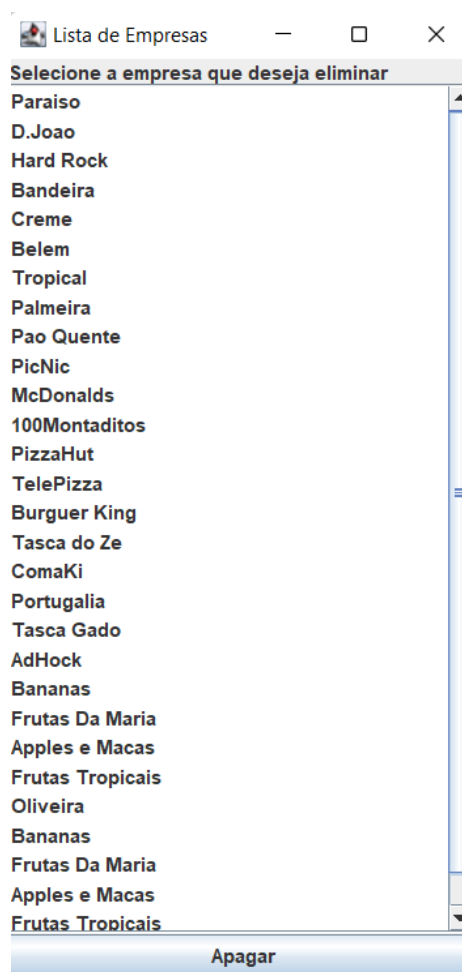 Lista de Empresas
Selecione a empresa que deseja eliminar
Paraiso
D.Joao
Hard Rock
Bandeira
Creme
Belem
Tropical
Palmeira
Pao Quente
PicNic
McDonalds
100Montaditos
PizzaHut
TelePizza
Burguer King
Tasca do Ze
ComaKi
Portugalia
Tasca Gado
AdHock
Bananas
Frutas Da Maria
Apples e Macas
Frutas Tropicais
Oliveira
Bananas
Frutas Da Maria
Apples e Macas
Frutas Tropicais
Apagar